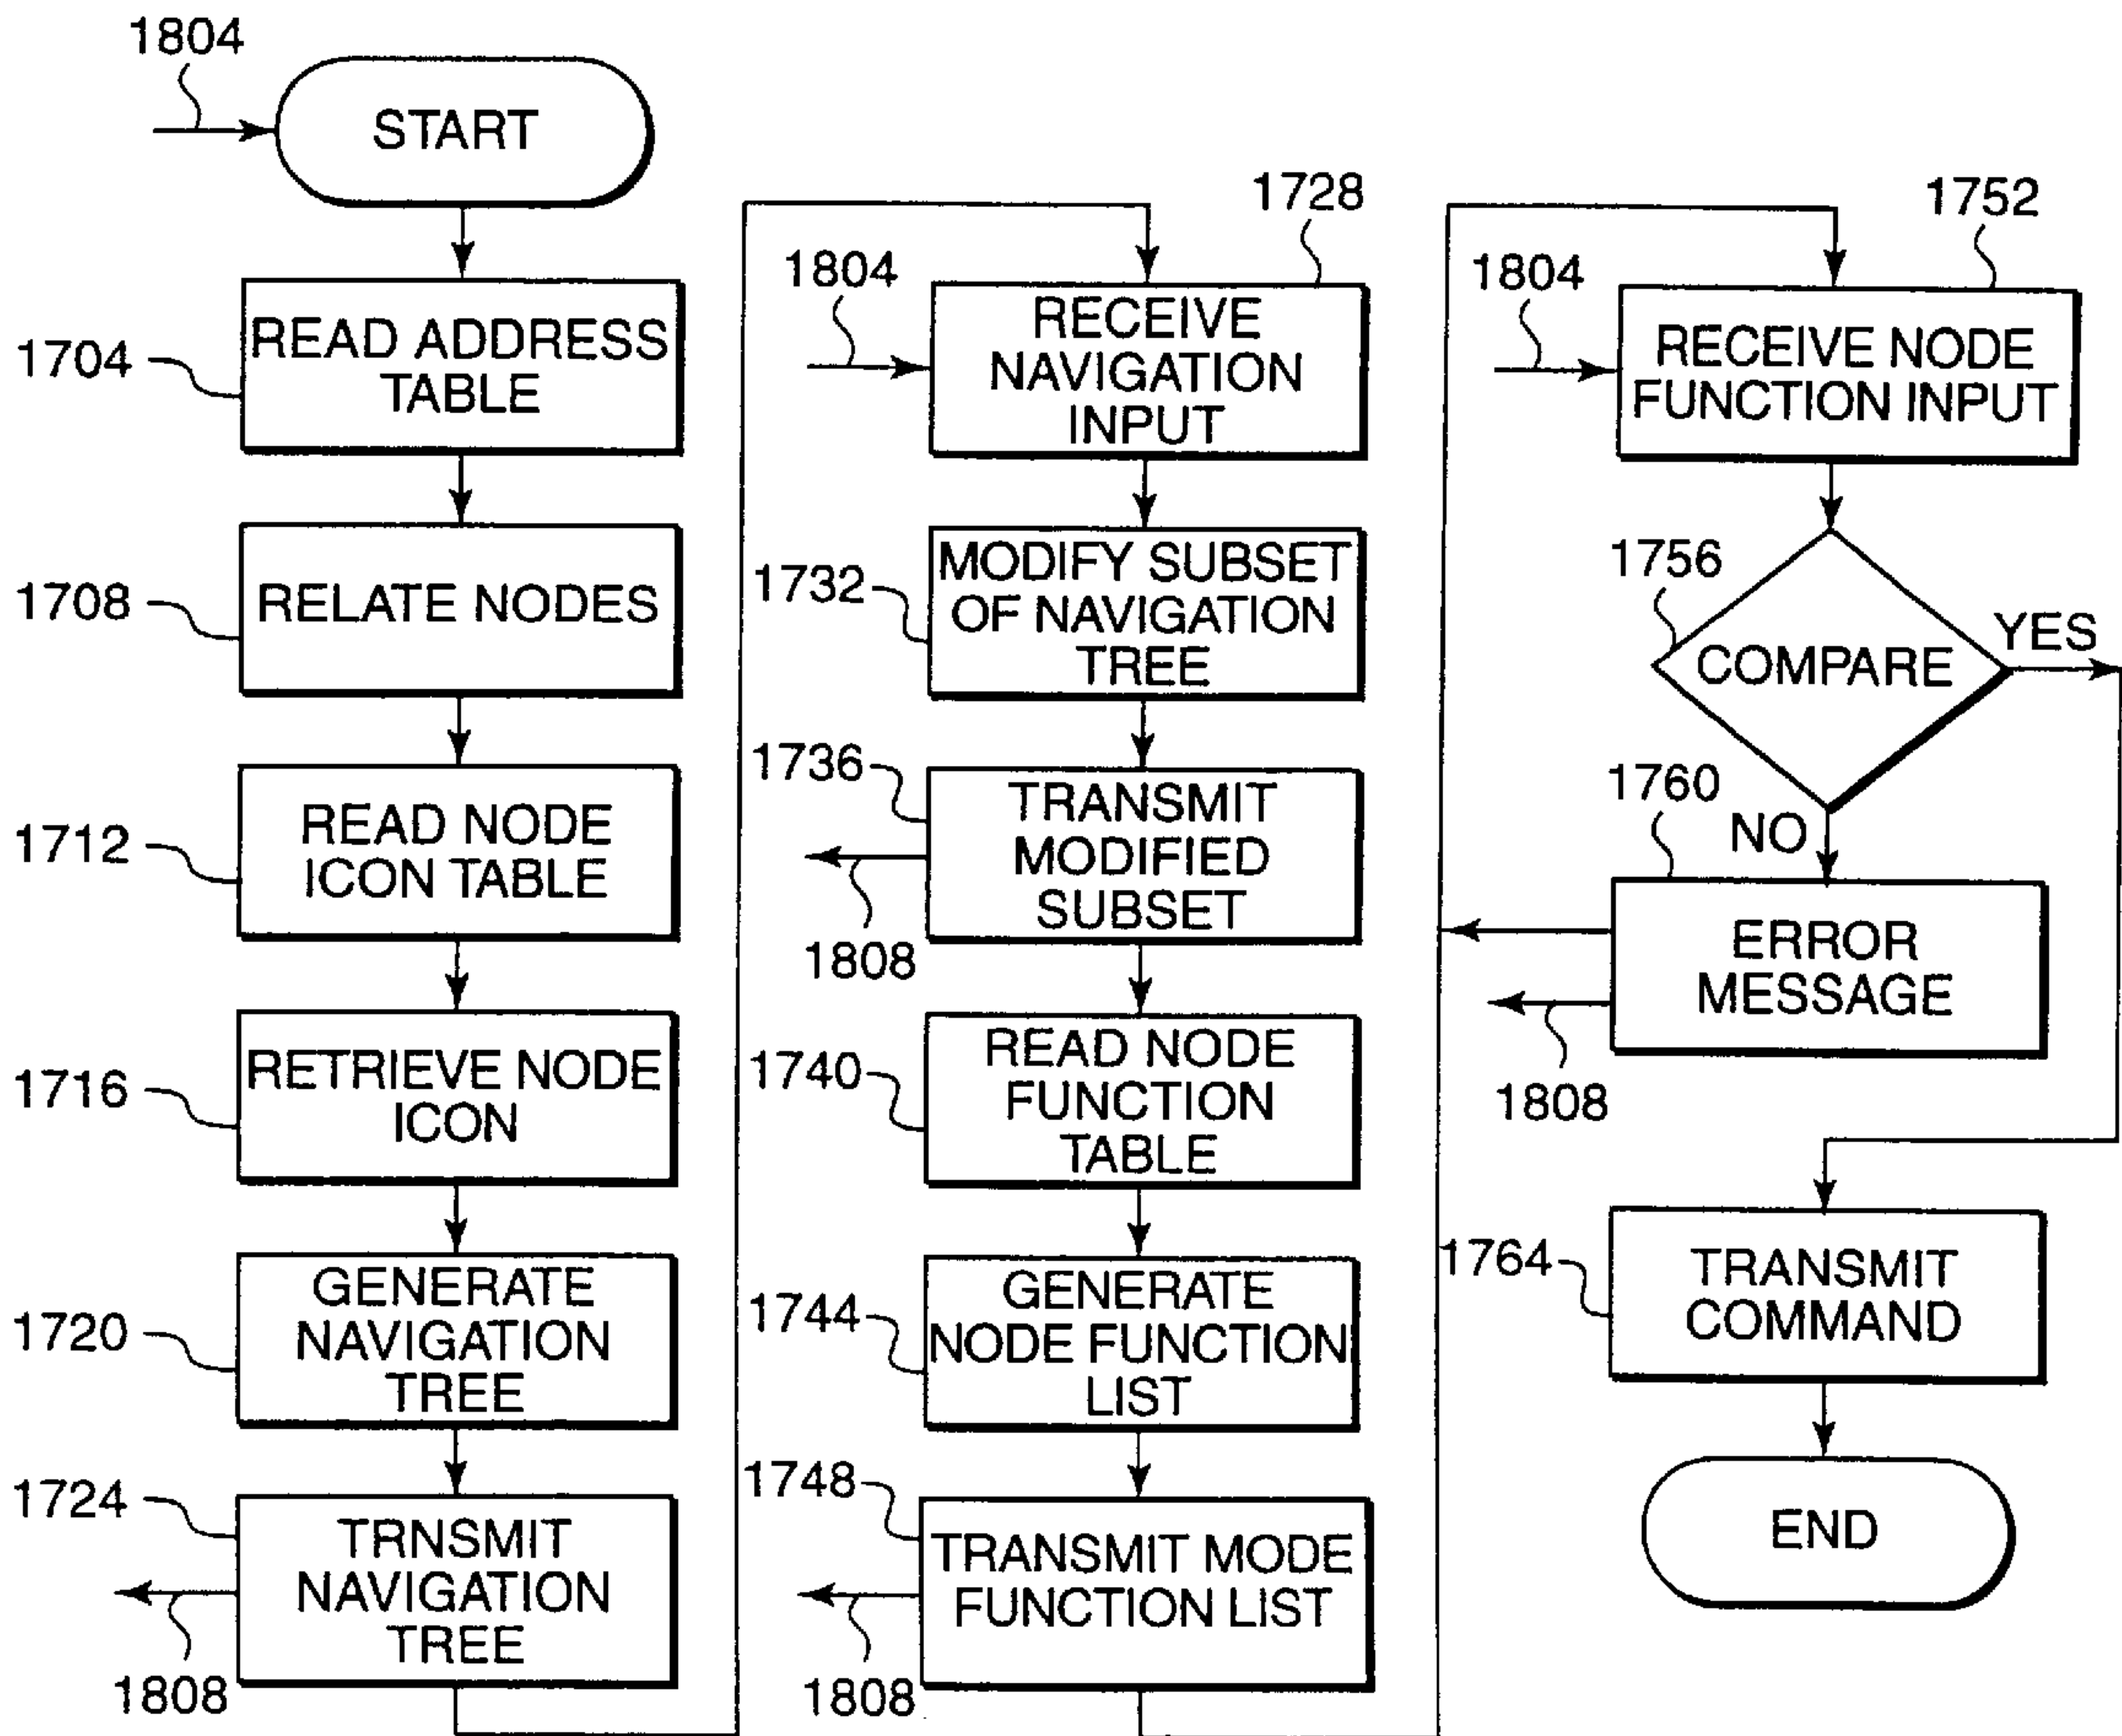 1804
START
1704
READ ADDRESS
TABLE
1708
RELATE NODES
1712
READ NODE
ICON TABLE
1716
RETRIEVE NODE
ICON
1720
GENERATE
NAVIGATION
TREE
1724
TRNSMIT
NAVIGATION
TREE
1808
1728
1804
RECEIVE
NAVIGATION
INPUT
1732
MODIFY SUBSET
OF NAVIGATION
TREE
1736
TRANSMIT
MODIFIED
SUBSET
1808
1740
READ NODE
FUNCTION
TABLE
1744
GENERATE
NODE FUNCTION
LIST
1748
TRANSMIT MODE
FUNCTION LIST
1808
1752
1804
RECEIVE NODE
FUNCTION INPUT
1756
COMPARE
YES
NO
1760
ERROR
MESSAGE
1808
1764
TRANSMIT
COMMAND
END